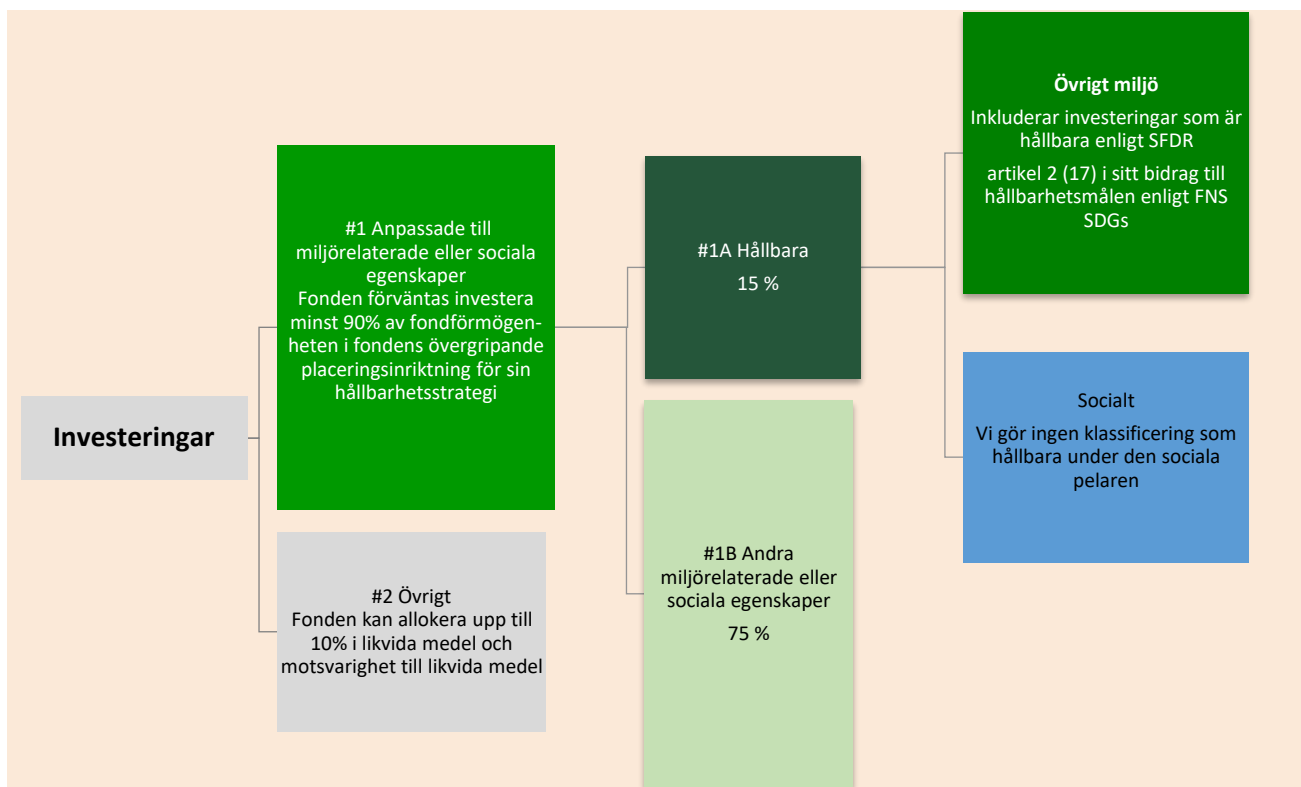 Investeringar
#1 Anpassade till
miljörelaterade eller sociala
egenskaper
Fonden förväntas investera
minst 90% av fondförmögen-
heten i fondens övergripande
placeringsinriktning för sin
hållbarhetsstrategi
#2 Övrigt
Fonden kan allokera upp till
10% i likvida medel och
motsvarighet till likvida medel
#1A Hållbara
15 %
#1B Andra
miljörelaterade eller
sociala egenskaper
75 %
Övrigt miljö
Inkluderar investeringar som är
hållbara enligt SFDR
artikel 2 (17) i sitt bidrag till
hållbarhetsmålen enligt FNS
SDGs
Socialt
Vi gör ingen klassificering som
hållbara under den sociala
pelaren